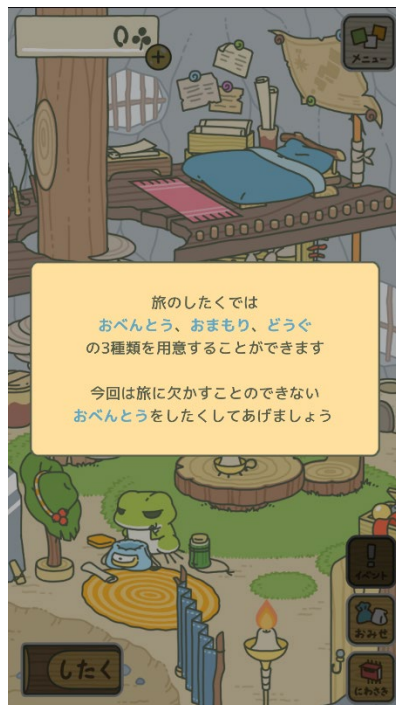 0
メニュー
旅のしたくでは
おべんとう、おまもり、どうぐ
の3種類を用意することができます
今回は旅に欠かすことのできない
おべんとうをしたくしてあげましょう
イベント
おみせ
したく
にわさき